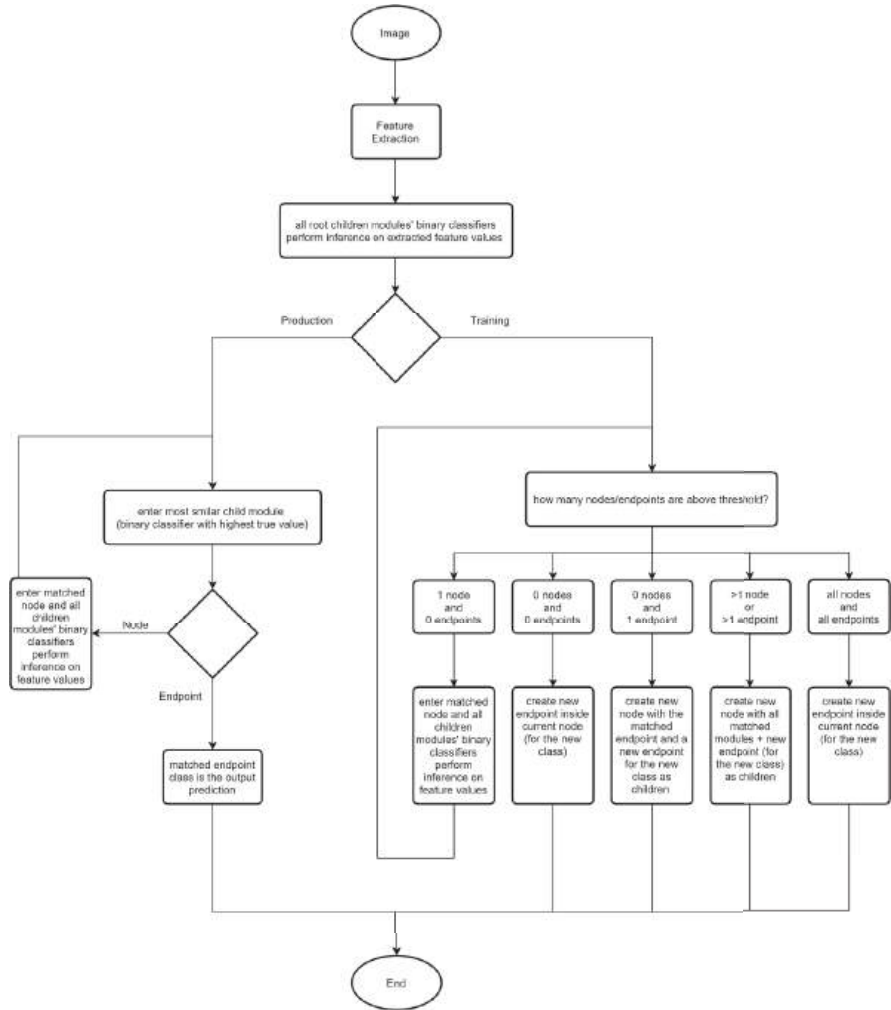 Image
Feature
Extraction
all root children modules' binary classifiers
perform inference on extracted feature values
Production
Training
enter most smilar child module
(binary classifier with highest true value)
how many nodes/endpoints are above threshold?
enter matched
node and all
children
modules' binary
classifiers
perform
inference on
feature values
Node
Endpoint
1 node
and
0 endpoints
0 nodes
and
0 endpoints
0 nodes
and
1 endpoint
>1 node
or
>1 endpoint
all nodes
and
all endpoints
matched endpoint
class is the output
prediction
enter matched
node and all
children
modules' binary
classifiers
perform
inference on
feature values
create new
endpoint inside
current node
(for the new
class)
create new
node with the
matched
endpoint and a
new endpoint
for the new
class as
children
create new
node with all
matched
modules + new
endpoint (for
the new class)
as children
create new
endpoint inside
current node
(for the new
class)
End